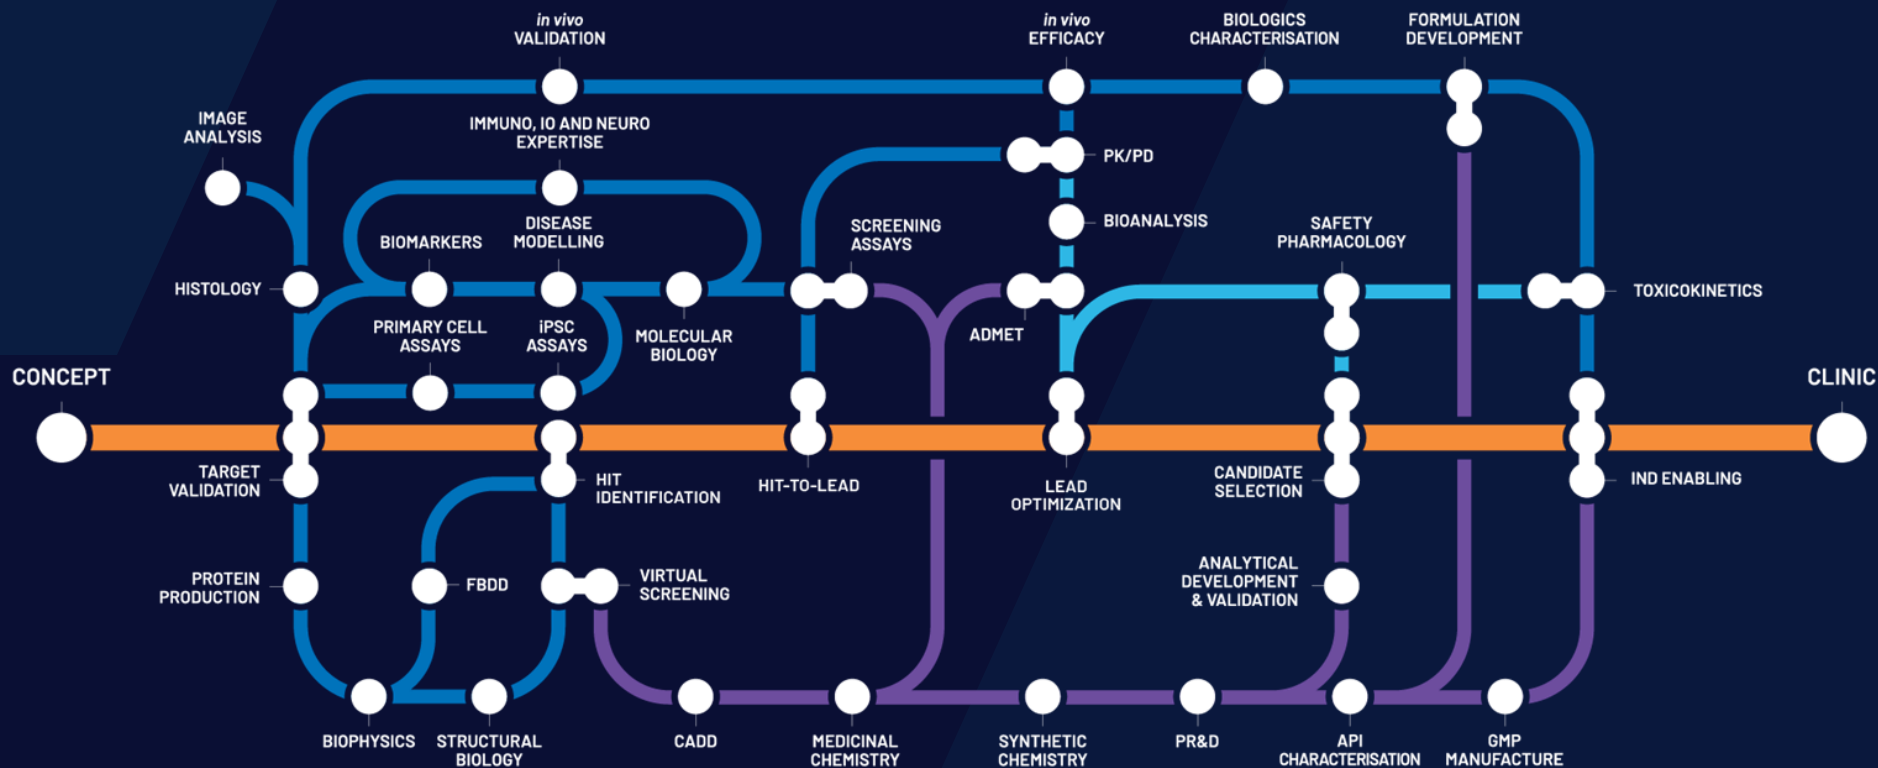 in vivo
VALIDATION
in vivo
EFFICACY
BIOLOGICS
CHARACTERISATION
FORMULATION
DEVELOPMENT
IMAGE
ANALYSIS
IMMUNO, IO AND NEURO
EXPERTISE
PK/PD
BIOANALYSIS
SCREENING
ASSAYS
SAFETY
PHARMACOLOGY
BIOMARKERS
DISEASE
MODELLING
HISTOLOGY
TOXICOKINETICS
PRIMARY CELL
ASSAYS
iPSC
ASSAYS
MOLECULAR
BIOLOGY
ADMET
CONCEPT
CLINIC
TARGET
VALIDATION
HIT
IDENTIFICATION
HIT-TO-LEAD
LEAD
OPTIMIZATION
CANDIDATE
SELECTION
IND ENABLING
PROTEIN
PRODUCTION
FBDD
VIRTUAL
SCREENING
ANALYTICAL
DEVELOPMENT
& VALIDATION
BIOPHYSICS
STRUCTURAL
BIOLOGY
CADD
MEDICINAL
CHEMISTRY
SYNTHETIC
CHEMISTRY
PR&D
API
CHARACTERISATION
GMP
MANUFACTURE